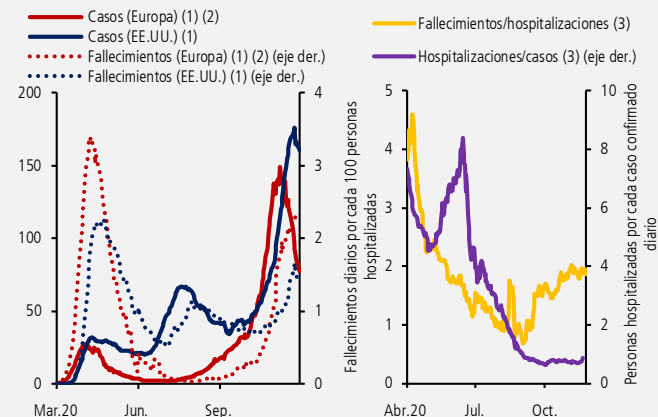 Casos (Europa) (1) (2)
Casos (EE.UU.) (1)
Fallecimientos (Europa) (1) (2) (eje der.)
Fallecimientos (EE.UU.) (1) (eje der.)
200
150
100
50
0
4
3
2
1
0
Mar.20
Jun.
Sep.
Fallecimientos/hospitalizaciones (3)
Hospitalizaciones/casos (3) (eje der.)
Fallecimientos diarios por cada 100 personas
hospitalizadas
5
4
3
2
1
0
10
8
6
4
2
0
Personas hospitalizadas por cada caso confirmado
diario
Abr.20
Jul.
Oct.